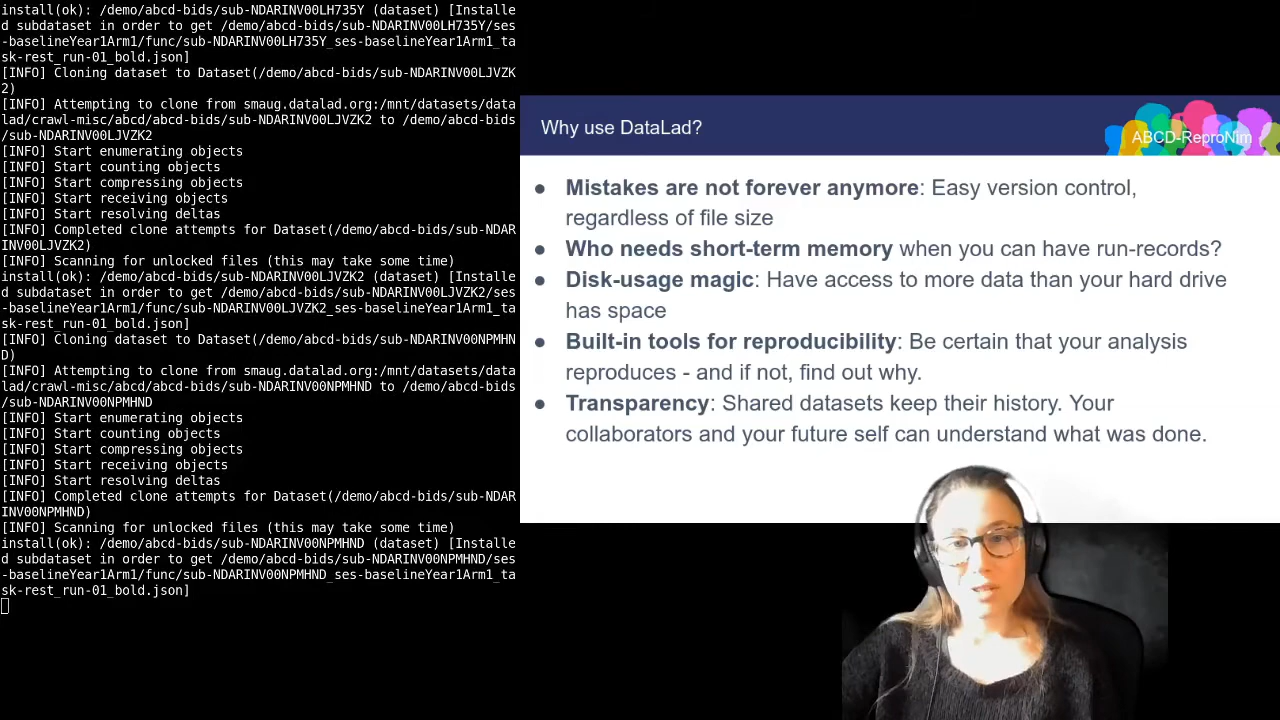 install(ok): /demo/abcd-bids/sub-NDARINV00LH735Y (dataset) [Installe
d subdataset in order to get /demo/abcd-bids/sub-NDARINV00LH735Y/ses
-baselineYear1Arm1/func/sub-NDARINV00LH735Y_ses-baselineYear1Arm1_ta
sk-rest_run-01_bold.json]
[INFO] Cloning dataset to Dataset(/demo/abcd-bids/sub-NDARINV00LJVZK
2)
[INFO] Attempting to clone from smaug.datalad.org:/mnt/datasets/data
lad/crawl-misc/abcd/abcd-bids/sub-NDARINV00LJVZK2 to /demo/abcd-bids
/sub-NDARINV00LJVZK2
[INFO] Start enumerating objects
[INFO] Start counting objects
[INFO] Start compressing objects
[INFO] Start receiving objects
[INFO] Start resolving deltas
[INFO] Completed clone attempts for Dataset(/demo/abcd-bids/sub-NDAR
INV00LJVZK2)
[INFO] Scanning for unlocked files (this may take some time)
install(ok): /demo/abcd-bids/sub-NDARINV00LJVZK2 (dataset) [Installe
d subdataset in order to get /demo/abcd-bids/sub-NDARINV00LJVZK2/ses
-baselineYear1Arm1/func/sub-NDARINV00LJVZK2_ses-baselineYear1Arm1_ta
sk-rest_run-01_bold.json]
[INFO] Cloning dataset to Dataset(/demo/abcd-bids/sub-NDARINV00NPMHN
D)
[INFO] Attempting to clone from smaug.datalad.org:/mnt/datasets/data
lad/crawl-misc/abcd/abcd-bids/sub-NDARINV00NPMHND to /demo/abcd-bids
/sub-NDARINV00NPMHND
[INFO] Start enumerating objects
[INFO] Start counting objects
[INFO] Start compressing objects
[INFO] Start receiving objects
[INFO] Start resolving deltas
[INFO] Completed clone attempts for Dataset(/demo/abcd-bids/sub-NDAR
INV00NPMHND)
[INFO] Scanning for unlocked files (this may take some time)
install(ok): /demo/abcd-bids/sub-NDARINV00NPMHND (dataset) [Installe
d subdataset in order to get /demo/abcd-bids/sub-NDARINV00NPMHND/ses
-baselineYear1Arm1/func/sub-NDARINV00NPMHND_ses-baselineYear1Arm1_ta
sk-rest_run-01_bold.json]
Why use DataLad?
ABCD-ReproNim
● Mistakes are not forever anymore: Easy version control,
regardless of file size
● Who needs short-term memory when you can have run-records?
● Disk-usage magic: Have access to more data than your hard drive
has space
● Built-in tools for reproducibility: Be certain that your analysis
reproduces - and if not, find out why.
● Transparency: Shared datasets keep their history. Your
collaborators and your future self can understand what was done.